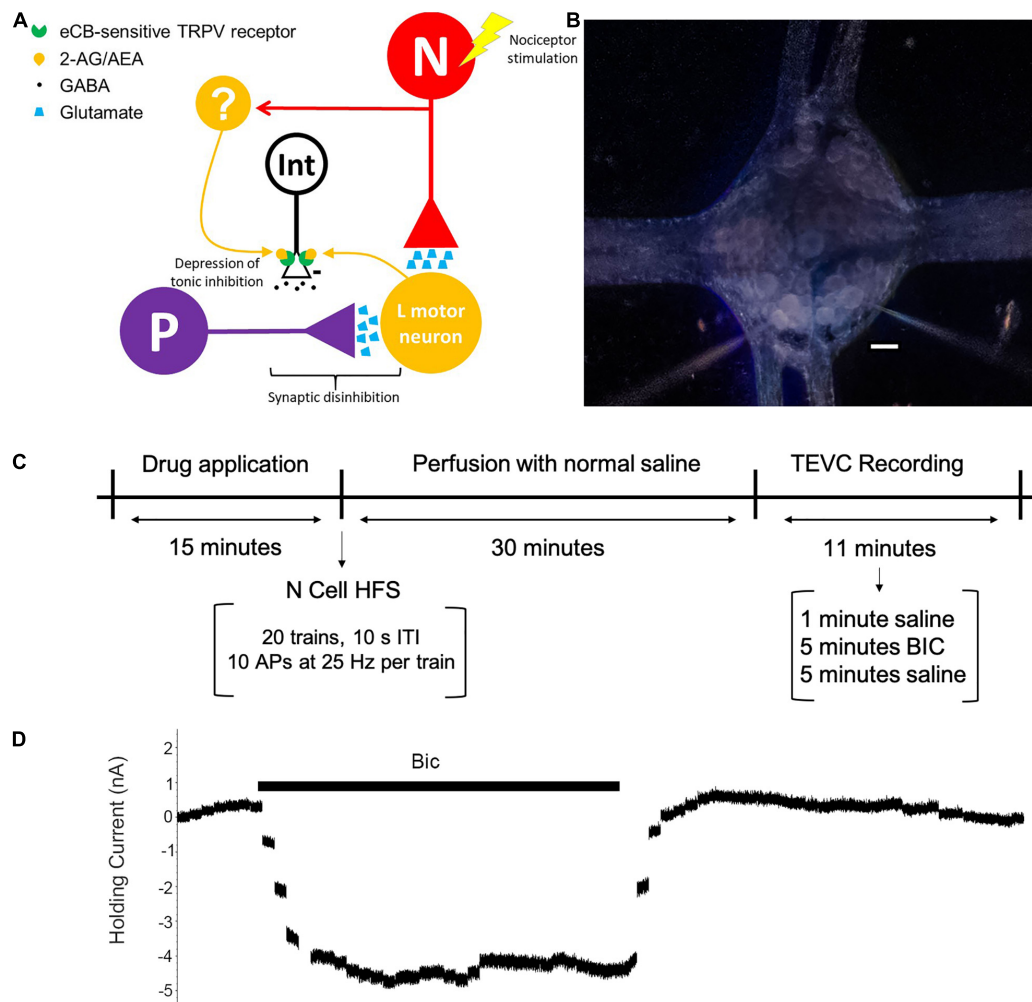 A
eCB-sensitive TRPV receptor
2-AG/AEA
GABA
Glutamate
N
Nociceptor
stimulation
?
Int
Depression of
tonic inhibition
-
P
L motor
neuron
Synaptic disinhibition
B
C
Drug application
Perfusion with normal saline
TEVC Recording
15 minutes
30 minutes
11 minutes
N Cell HFS
20 trains, 10 s ITI
10 APs at 25 Hz per train
1 minute saline
5 minutes BIC
5 minutes saline
D
Holding Current (nA)
2
1
0
-1
-2
-3
-4
-5
Bic